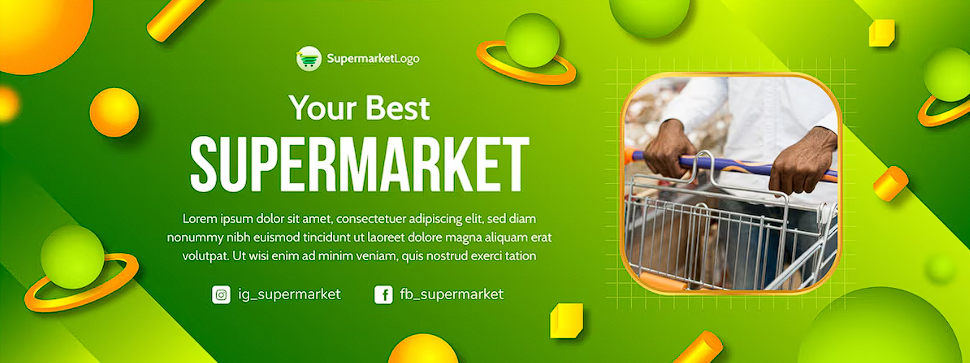 SupermarketLogo
Your Best
SUPERMARKET
Lorem ipsum dolor sit amet, consectetuer adipiscing elit, sed diam
nonummy nibh euismod tincidunt ut laoreet dolore magna aliquam erat
volutpat. Ut wisi enim ad minim veniam, quis nostrud exerci tation
ig_supermarket
fb_supermarket